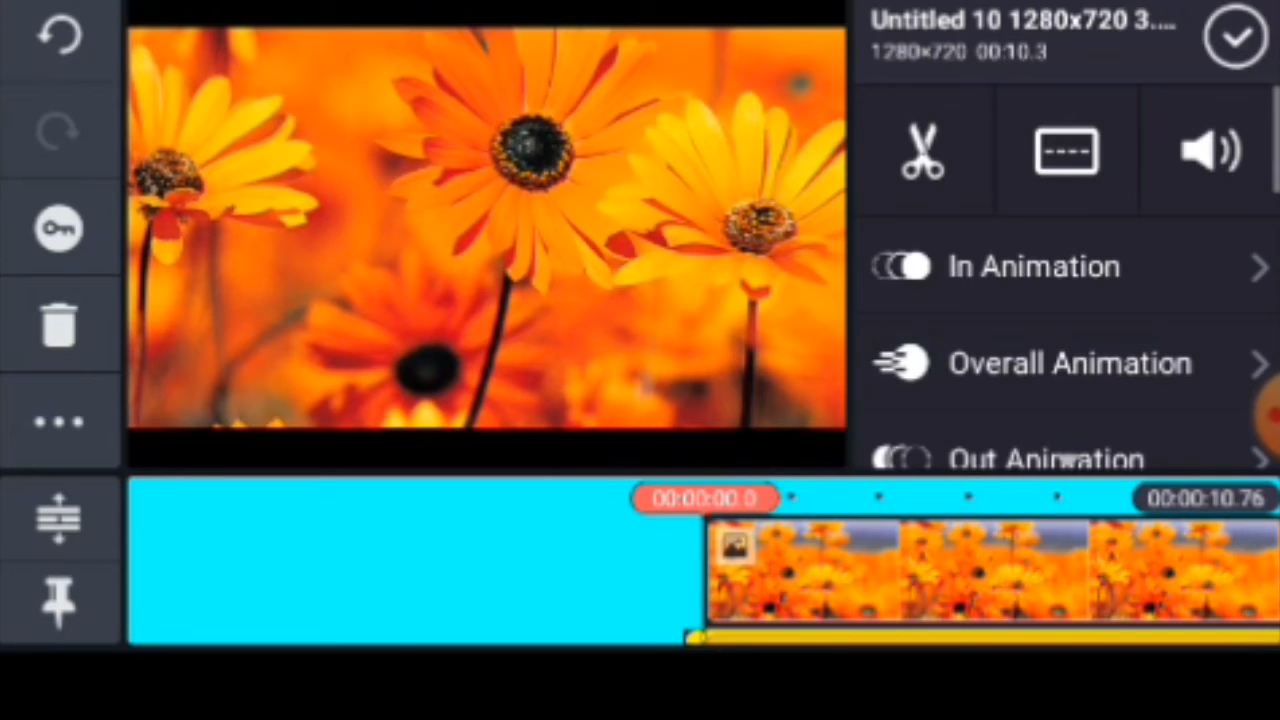 Untitled 10 1280x720 3....
1280×720 00:10.3
In Animation
Overall Animation
Out Animation
00:00:00.0
00:00:10.76